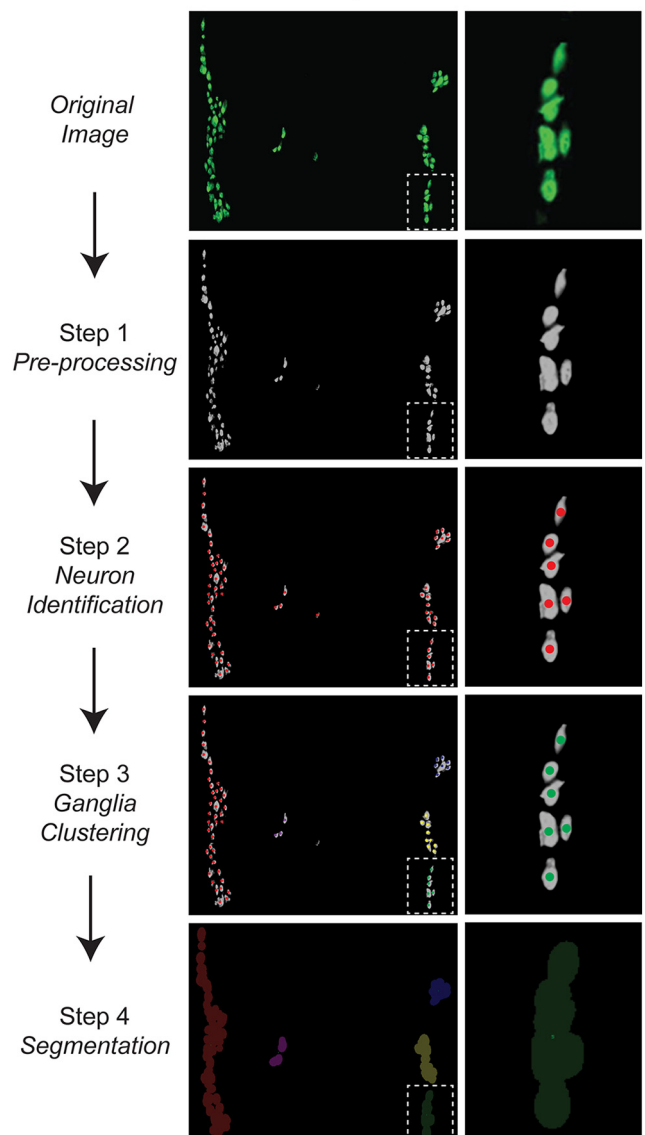 Original
Image
Step 1
Pre-processing
Step 2
Neuron
Identification
Step 3
Ganglia
Clustering
Step 4
Segmentation